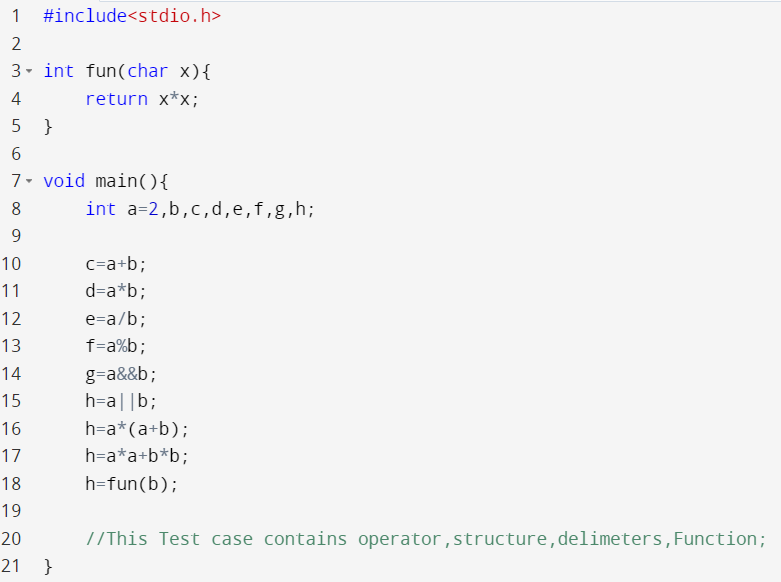 1 #include<stdio.h>
2
3 int fun(char x){
4 return x*x;
5 }
6
7 void main(){
8 int a=2,b,c,d,e,f,g,h;
9
10 c=a+b;
11 d=a*b;
12 e=a/b;
13 f=a%b;
14 g=a&&b;
15 h=a||b;
16 h=a*(a+b);
17 h=a*a+b*b;
18 h=fun(b);
19
20 //This Test case contains operator,structure,delimeters,Function;
21 }